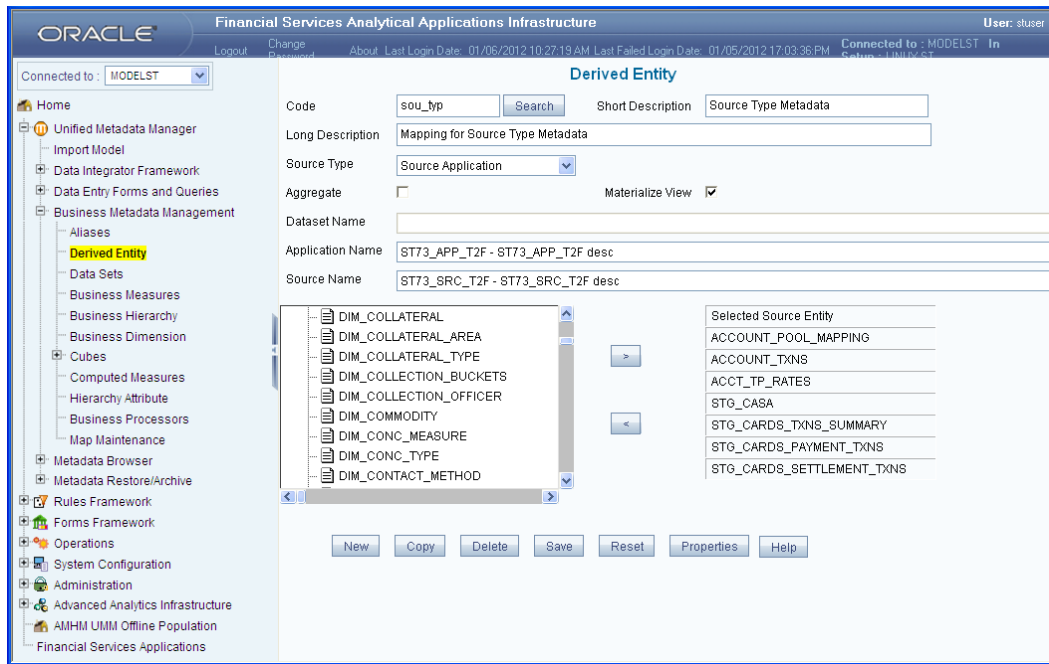 ORACLE
Financial Services Analytical Applications Infrastructure
User: stuser
Logout
Change Password
About
Last Login Date: 01/06/2012 10:27:19 AM Last Failed Login Date: 01/05/2012 17:03:36 PM
Connected to : MODELST In
Setup : LINUX ST
Connected to : MODELST
Home
Unified Metadata Manager
Import Model
Data Integrator Framework
Data Entry Forms and Queries
Business Metadata Management
Aliases
Derived Entity
Data Sets
Business Measures
Business Hierarchy
Business Dimension
Cubes
Computed Measures
Hierarchy Attribute
Business Processors
Map Maintenance
Metadata Browser
Metadata Restore/Archive
Rules Framework
Forms Framework
Operations
System Configuration
Administration
Advanced Analytics Infrastructure
AMHM UMM Offline Population
Financial Services Applications
Derived Entity
Code sou_typ Search Short Description Source Type Metadata
Long Description Mapping for Source Type Metadata
Source Type Source Application
Aggregate Materialize View
Dataset Name
Application Name ST73_APP_T2F - ST73_APP_T2F desc
Source Name ST73_SRC_T2F - ST73_SRC_T2F desc
DIM_COLLATERAL
DIM_COLLATERAL_AREA
DIM_COLLATERAL_TYPE
DIM_COLLECTION_BUCKETS
DIM_COLLECTION_OFFICER
DIM_COMMODITY
DIM_CONC_MEASURE
DIM_CONC_TYPE
DIM_CONTACT_METHOD
>
<
Selected Source Entity
ACCOUNT_POOL_MAPPING
ACCOUNT_TXNS
ACCT_TP_RATES
STG_CASA
STG_CARDS_TXNS_SUMMARY
STG_CARDS_PAYMENT_TXNS
STG_CARDS_SETTLEMENT_TXNS
New Copy Delete Save Reset Properties Help